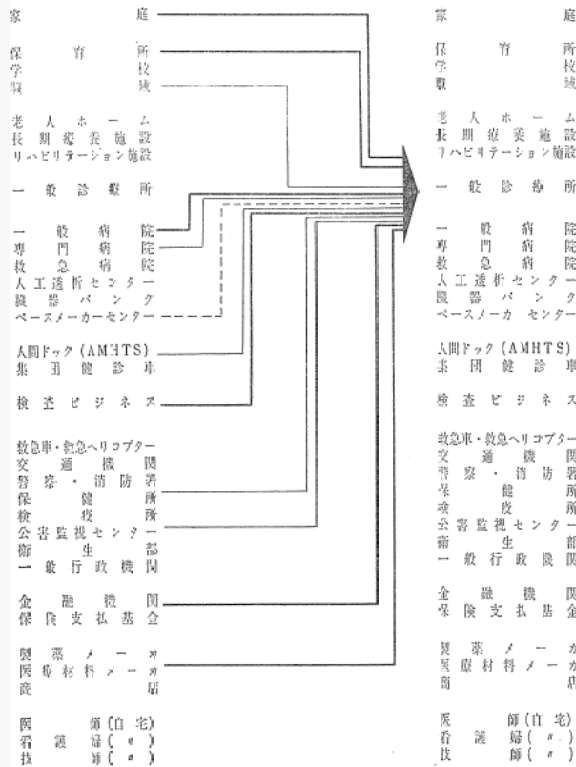 家庭
保育所
学校
職域
老人ホーム
長期療養施設
リハビリテーション施設
一般診療所
一般病院
専門病院
救急病院
人工透析センター
臓器バンク
ペースメーカーセンター
人間ドック(AMHTS)
集団健診車
検査ビジネス
救急車・救急ヘリコプター
交通機関
警察・消防署
保健所
検疫所
公害監視センター
衛生部
一般行政機関
金融機関
保険支払基金
製薬メーカ
医療材料メーカ
商店
医師(自宅)
看護婦(〃)
技師(〃)
家庭
保育所
学校
職域
老人ホーム
長期療養施設
リハビリテーション施設
一般診療所
一般病院
専門病院
救急病院
人工透析センター
臓器バンク
ペースメーカーセンター
人間ドック(AMHTS)
集団健診車
検査ビジネス
救急車・救急ヘリコプター
交通機関
警察・消防署
保健所
検疫所
公害監視センター
衛生部
一般行政機関
金融機関
保険支払基金
製薬メーカ
医療材料メーカ
商店
医師(自宅)
看護婦(〃)
技師(〃)